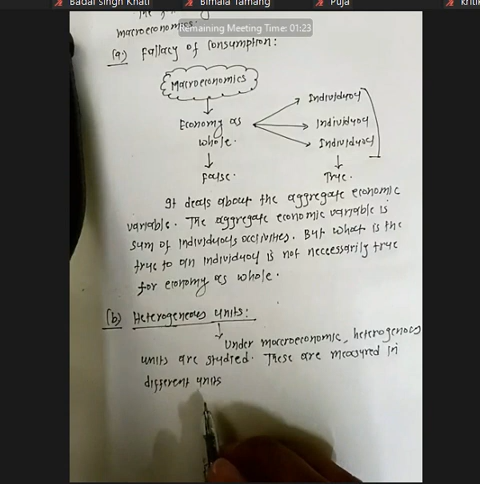 Badal Singh Khati Bimala Tamang Puja kriti
Remaining Meeting Time: 01:23
macroeconomics.
(a) Fallacy of Consumption:
Macroeconomics
Economy as whole.
Individual
Individual
Individual
False.
True.
It deals about the aggregate economic
variable. The aggregate economic variable is
sum of individuals activities. But what is the
true to an individual is not neccessarily true
for economy as whole.
(b) Heterogeneous units:
Under macroeconomic, heterogenous
units are studied. These are measured in
different units